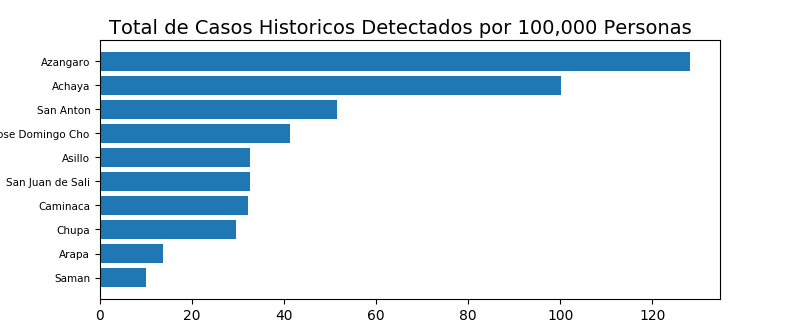 Total de Casos Historicos Detectados por 100,000 Personas
Azangaro
Achaya
San Anton
ose Domingo Cho
Asillo
San Juan de Sali
Caminaca
Chupa
Arapa
Saman
0 20 40 60 80 100 120